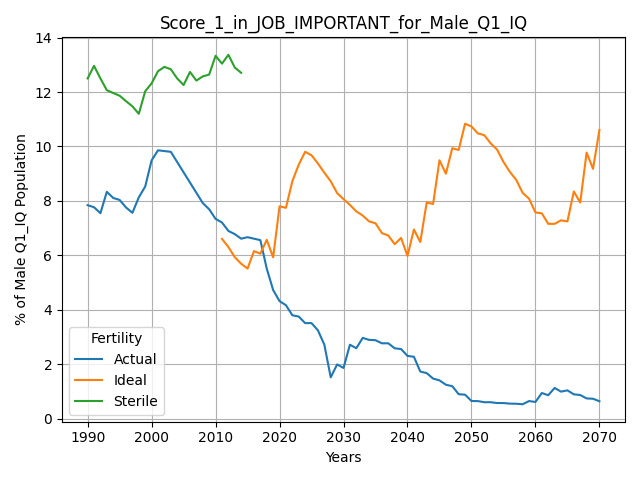 Score_1_in_JOB_IMPORTANT_for_Male_Q1_IQ
% of Male Q1_IQ Population
14
12
10
8
6
4
2
0
Fertility
Actual
Ideal
Sterile
1990 2000 2010 2020 2030 2040 2050 2060 2070
Years